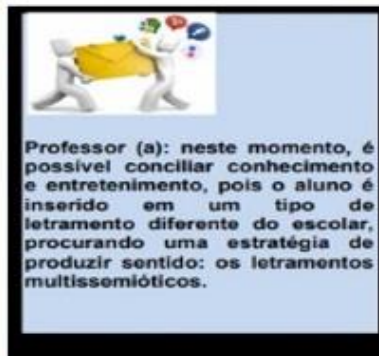 Professor (a): neste momento, é
possível conciliar conhecimento
e entretenimento, pois o aluno é
inserido em um tipo de
letramento diferente do escolar,
procurando uma estratégia de
produzir sentido: os letramentos
multissemióticos.